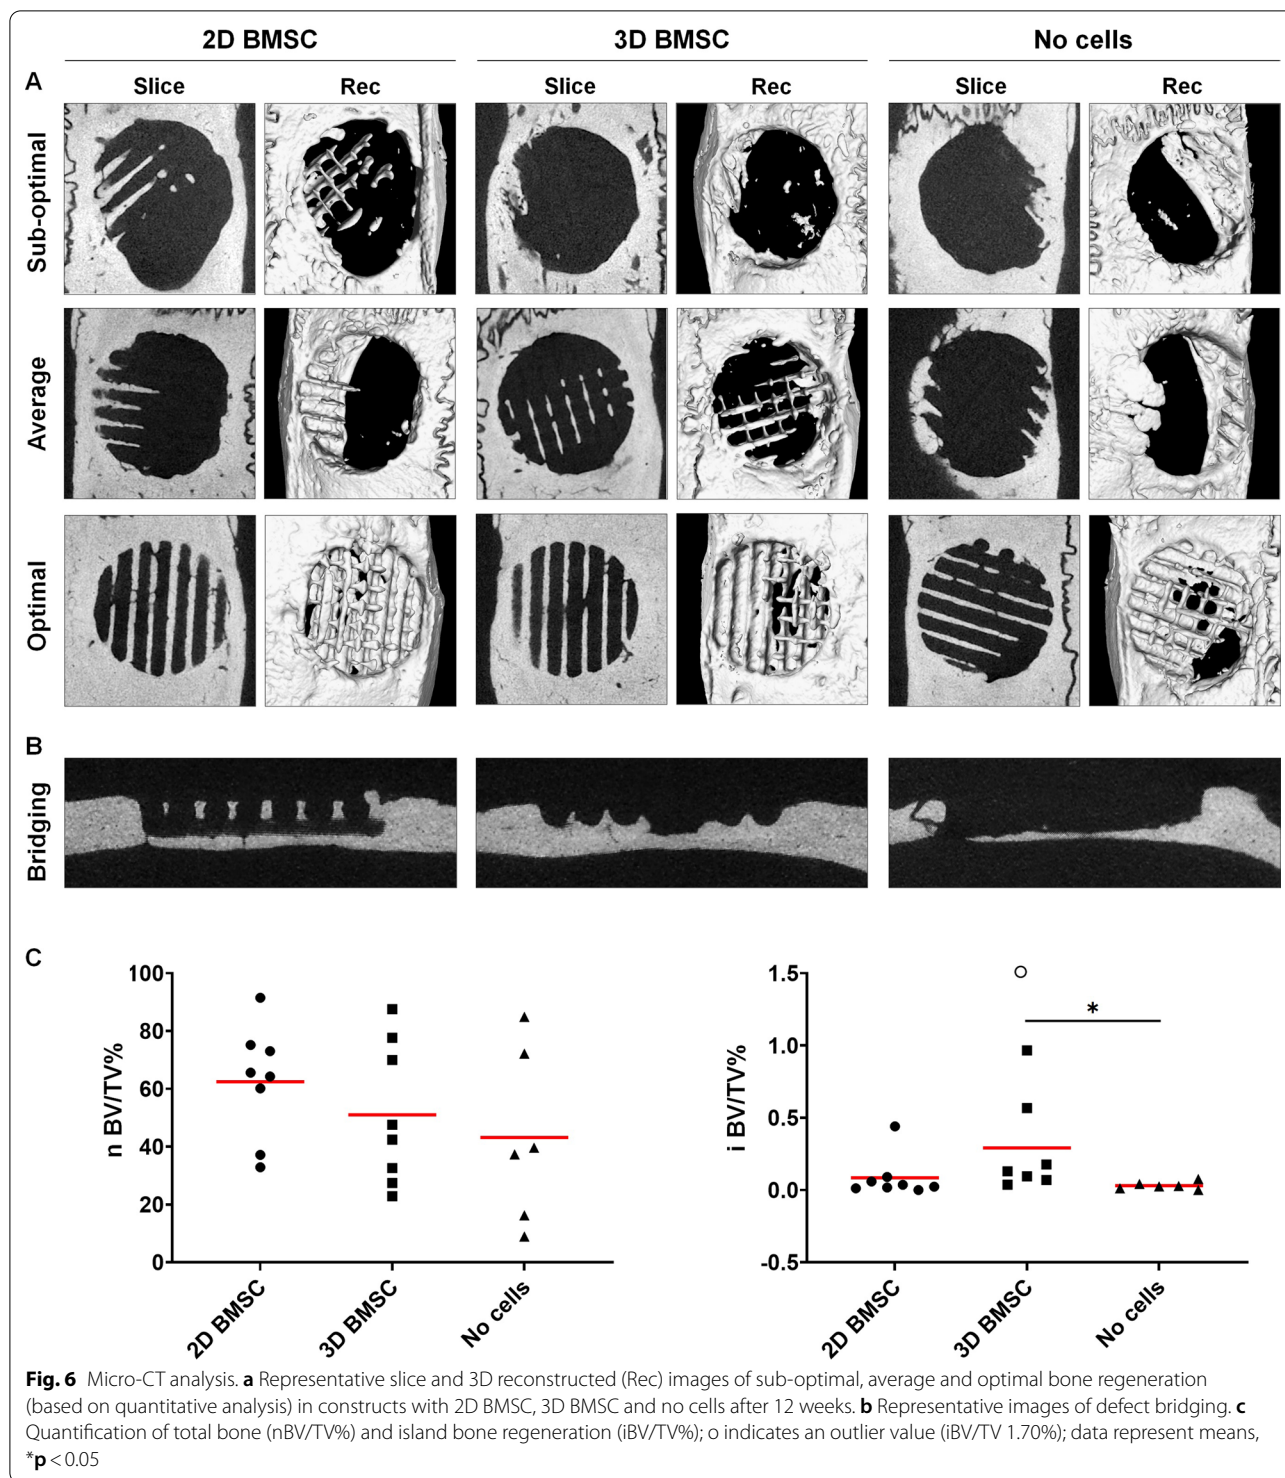 2D BMSC 3D BMSC No cells
A
Slice Rec Slice Rec Slice Rec
Sub-optimal
Average
Optimal
B
Bridging
C
n BV/TV%
100
80
60
40
20
0
2D BMSC 3D BMSC No cells
i BV/TV%
1.5
1.0
0.5
0.0
-0.5
*
2D BMSC 3D BMSC No cells
Fig. 6 Micro-CT analysis. a Representative slice and 3D reconstructed (Rec) images of sub-optimal, average and optimal bone regeneration
(based on quantitative analysis) in constructs with 2D BMSC, 3D BMSC and no cells after 12 weeks. b Representative images of defect bridging. c
Quantification of total bone (nBV/TV%) and island bone regeneration (iBV/TV%); o indicates an outlier value (iBV/TV 1.70%); data represent means,
*p < 0.05